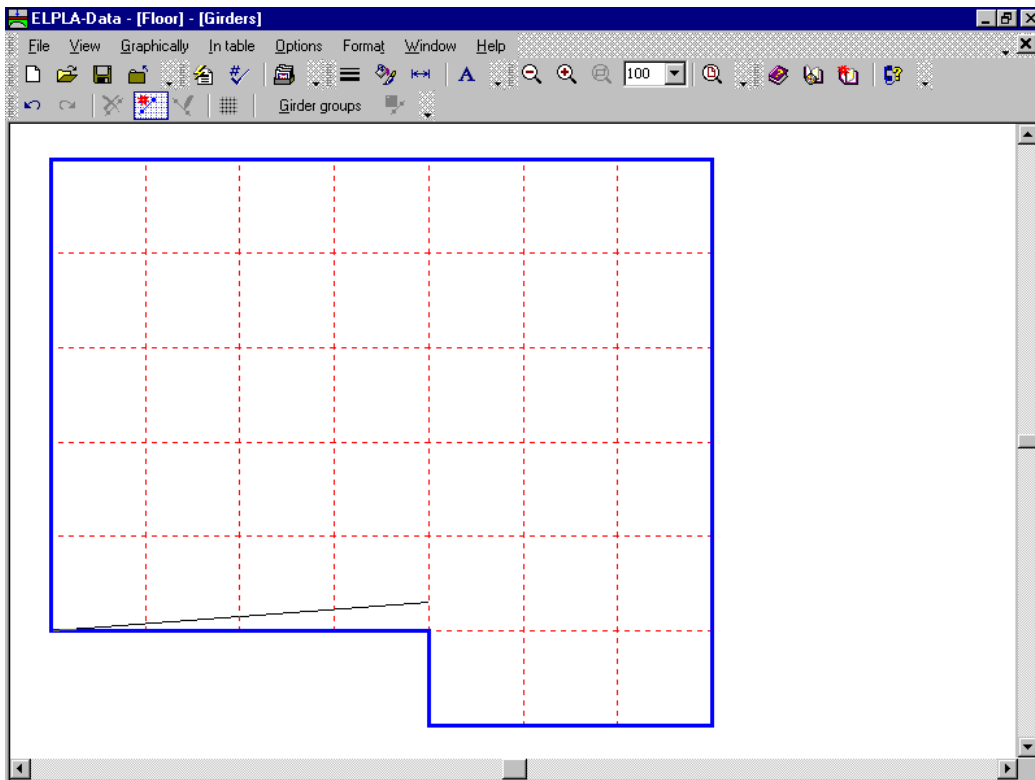 ELPLA-Data - [Floor] - [Girders]
File View Graphically In table Options Format Window Help
A 100
Girder groups